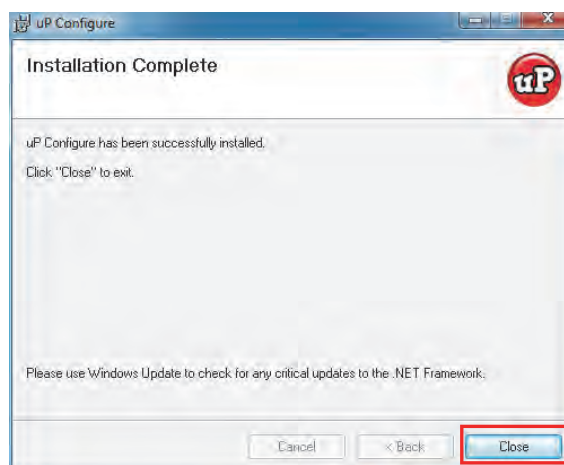 uP Configure
Installation Complete
uP
uP Configure has been successfully installed.
Click "Close" to exit.
Please use Windows Update to check for any critical updates to the .NET Framework.
Cancel
< Back
Close